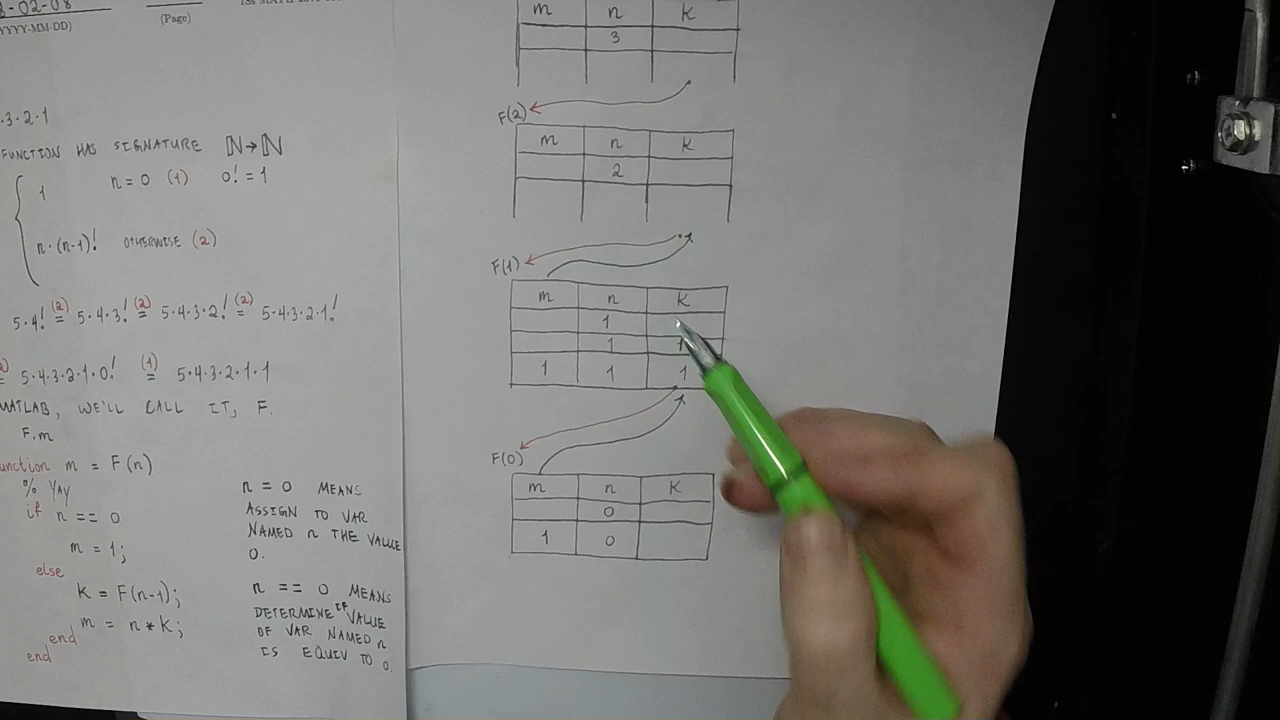 -02-08
YYY-MM-DD)
(Page)
.3.2.1
FUNCTION HAS SIGNATURE ℕ→ℕ
1 n=0 (1) 0!=1
n·(n-1)! OTHERWISE (2)
5·4! (2)= 5·4·3! (2)= 5·4·3·2! (2)= 5·4·3·2·1!
) = 5·4·3·2·1·0! (1)= 5·4·3·2·1·1
MATLAB, WE'LL CALL IT, F.
F.m
unction m = F(n)
% YAY
if n == 0
m = 1;
else
k = F(n-1);
m = n*k;
end
end
n = 0 MEANS
ASSIGN TO VAR
NAMED n THE VALUE
0.
n == 0 MEANS
DETERMINE IF VALUE
OF VAR NAMED n
IS EQUIV TO 0.
m n k
3
F(2)
m n k
2
F(1)
m n k
1
1 1
1 1 1
F(0)
m n k
0
1 0